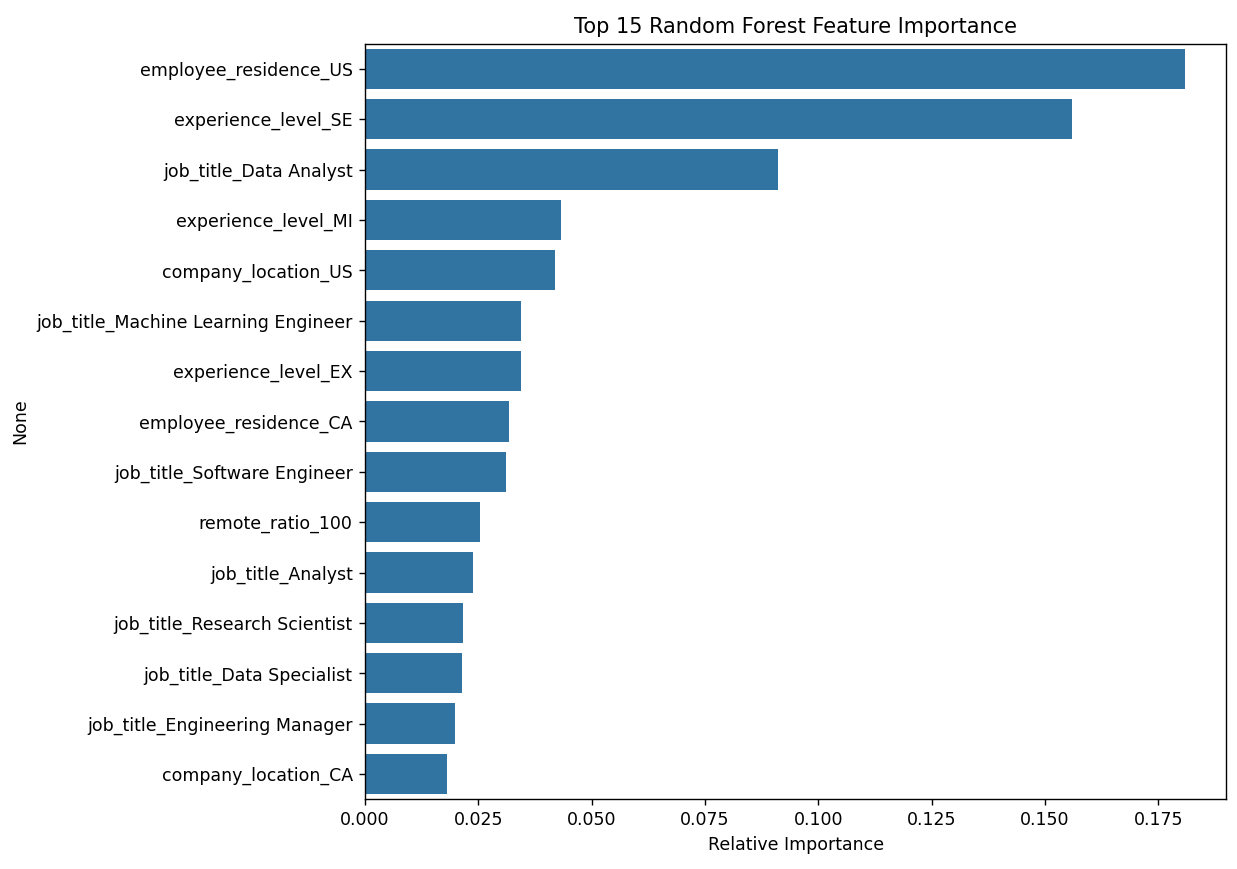 Top 15 Random Forest Feature Importance
employee_residence_US
experience_level_SE
job_title_Data Analyst
experience_level_MI
company_location_US
job_title_Machine Learning Engineer
experience_level_EX
employee_residence_CA
job_title_Software Engineer
remote_ratio_100
job_title_Analyst
job_title_Research Scientist
job_title_Data Specialist
job_title_Engineering Manager
company_location_CA
None
0.000 0.025 0.050 0.075 0.100 0.125 0.150 0.175
Relative Importance